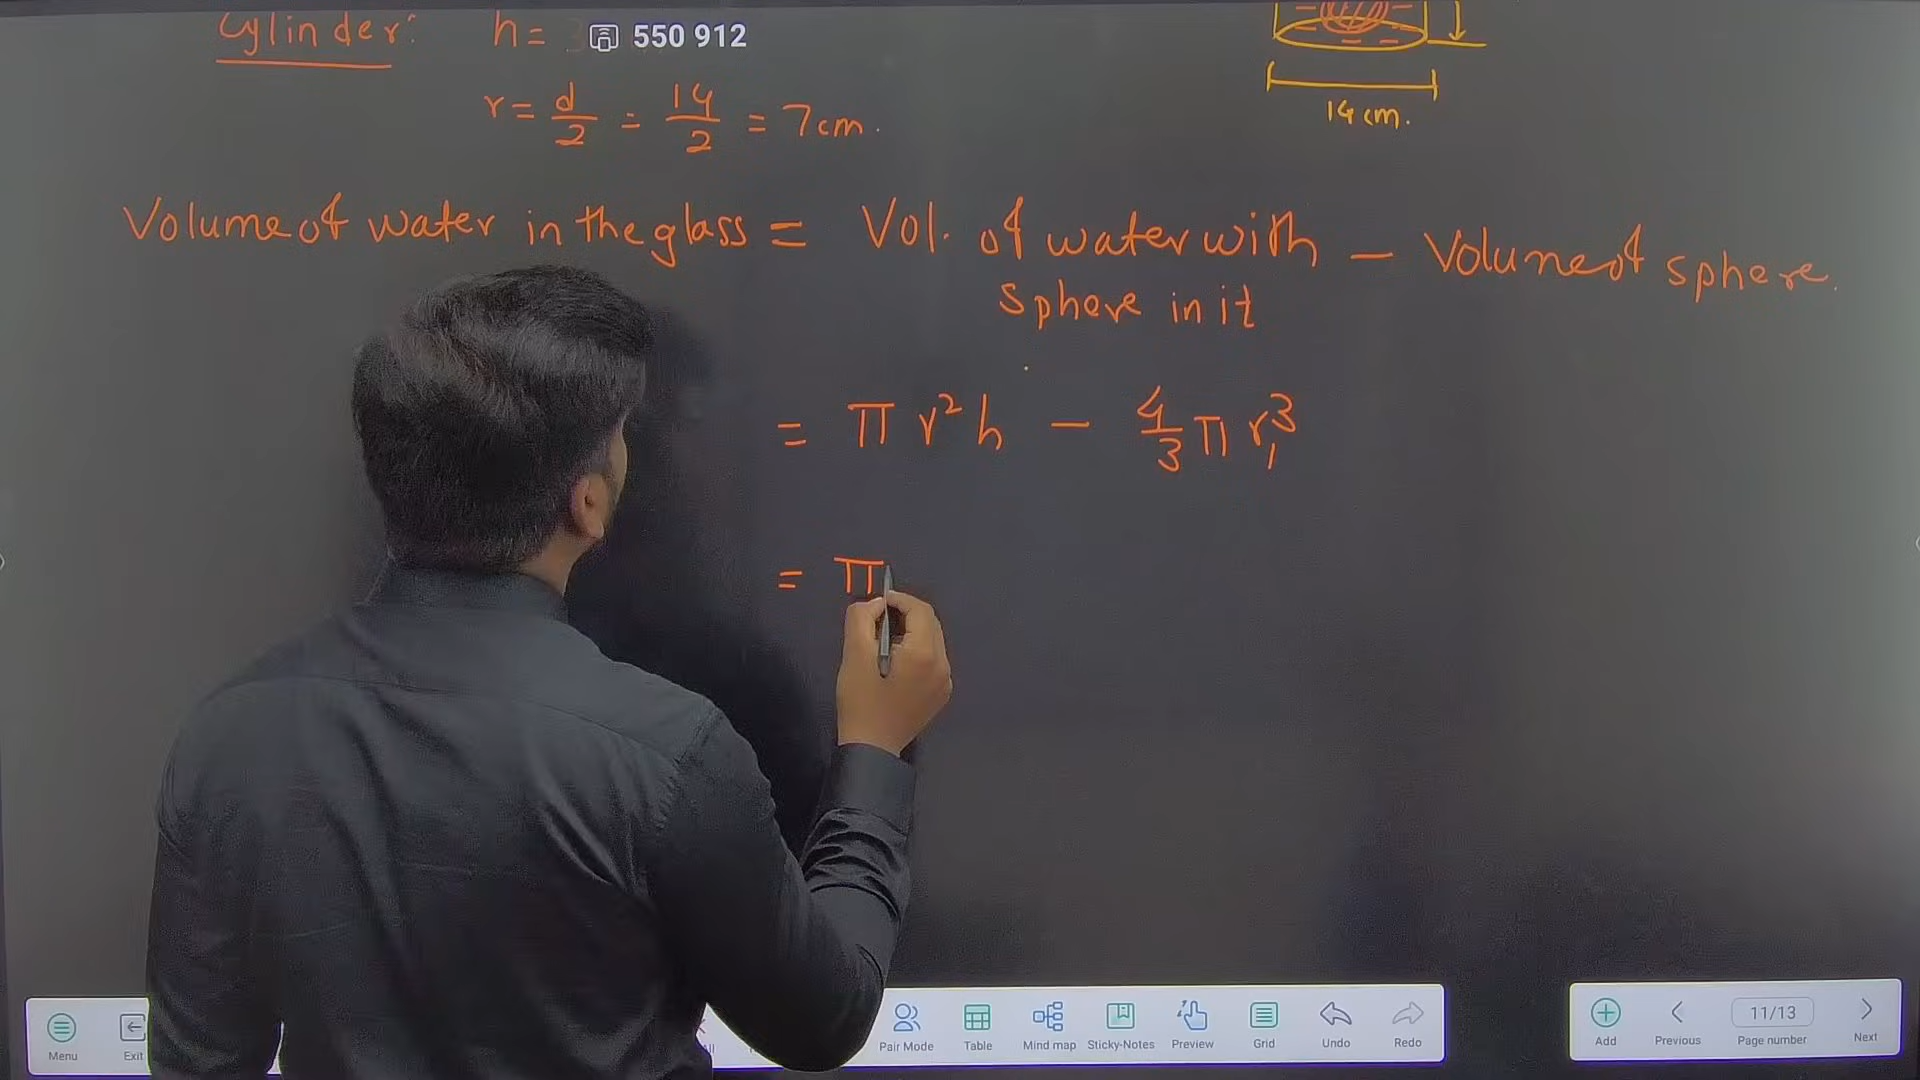 Cylinder: h =
550 912
r = d/2 = 14/2 = 7cm.
14 cm.
Volume of water in the glass = Vol. of water with - Volume of sphere.
sphere in it
= π r² h - 4/3 π r₁³
= π
Menu
Exit
Pair Mode
Table
Mind map
Sticky-Notes
Preview
Grid
Undo
Redo
Add
Previous
11/13
Page number
Next